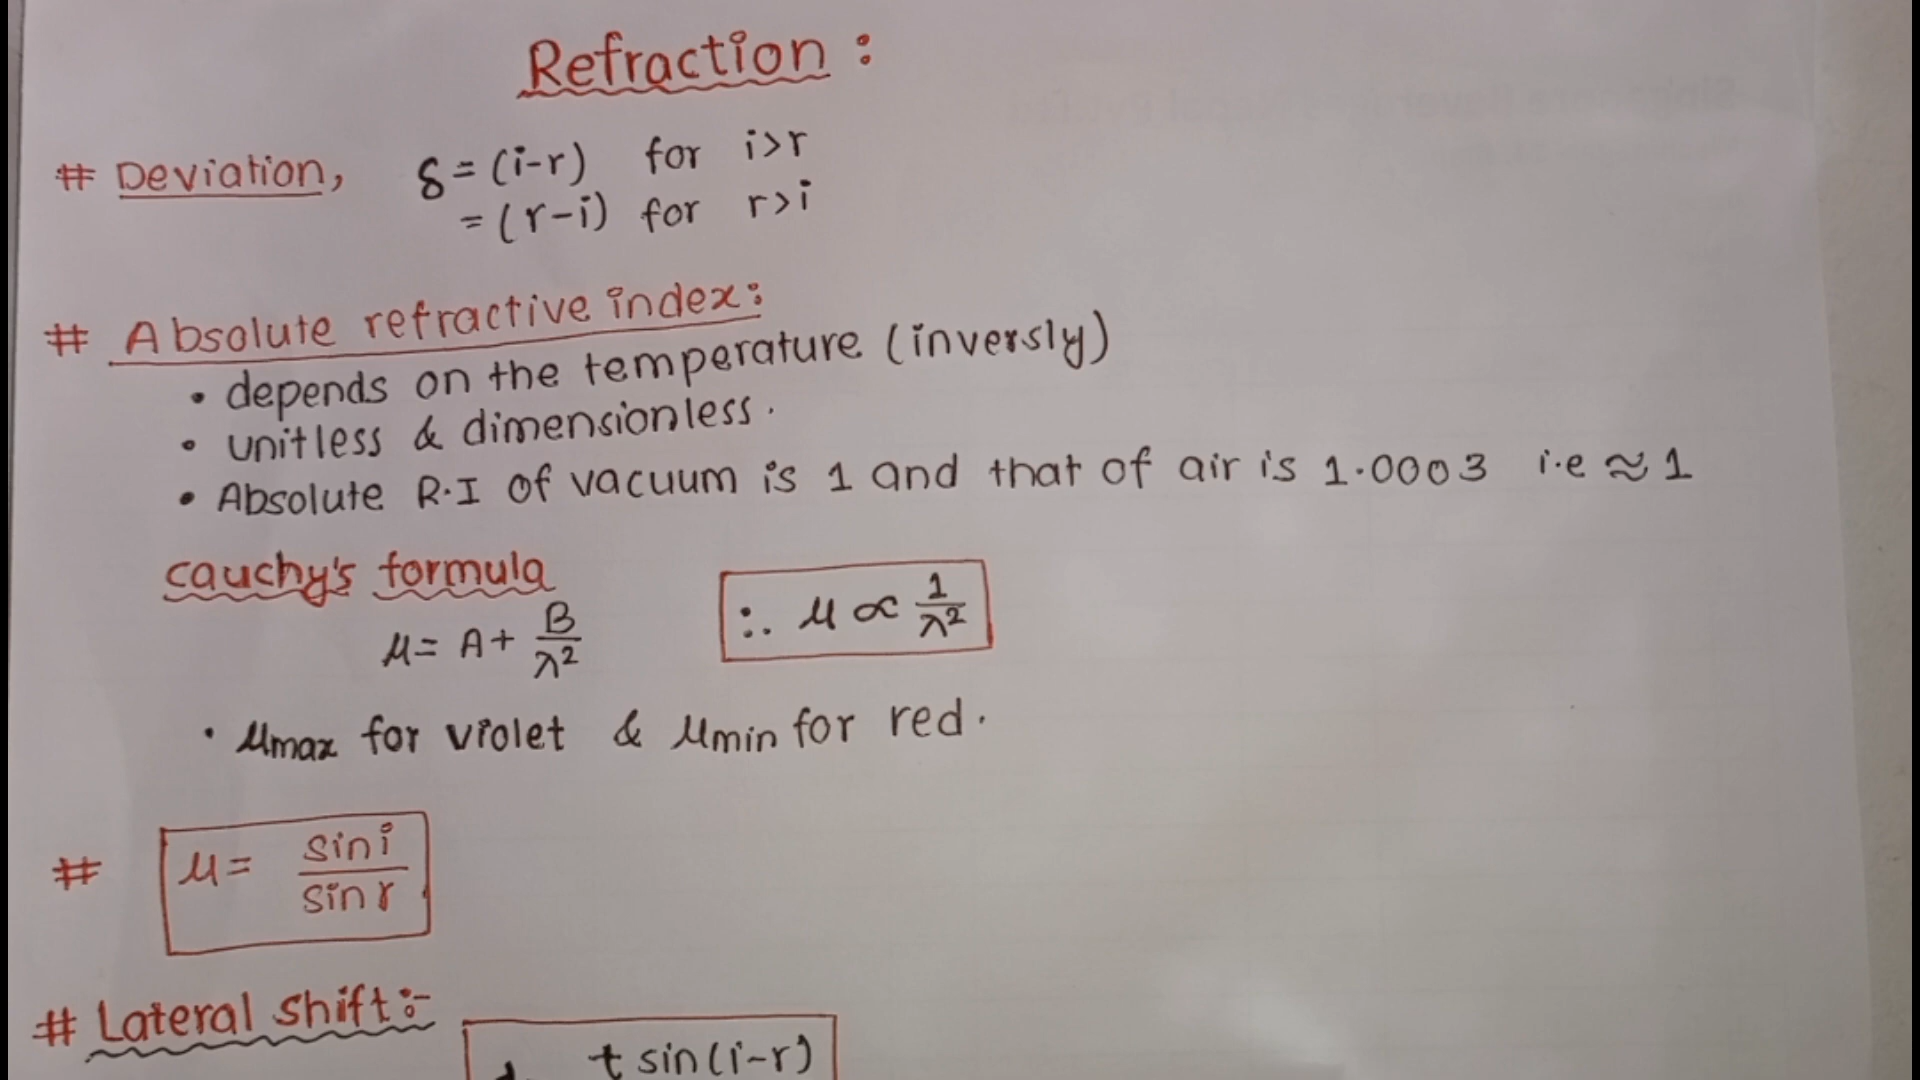 Refraction :
# Deviation, δ = (i-r) for i>r
= (r-i) for r>i
# Absolute refractive index:
• depends on the temperature (inversly)
• unitless & dimensionless.
• Absolute R.I of vacuum is 1 and that of air is 1.0003 i.e ≈ 1
Cauchy's formula
μ = A + B/λ² ∴ μ ∝ 1/λ²
• μmax for violet & μmin for red.
# μ = sin i / sin r
# Lateral shift :-
t sin(i-r)